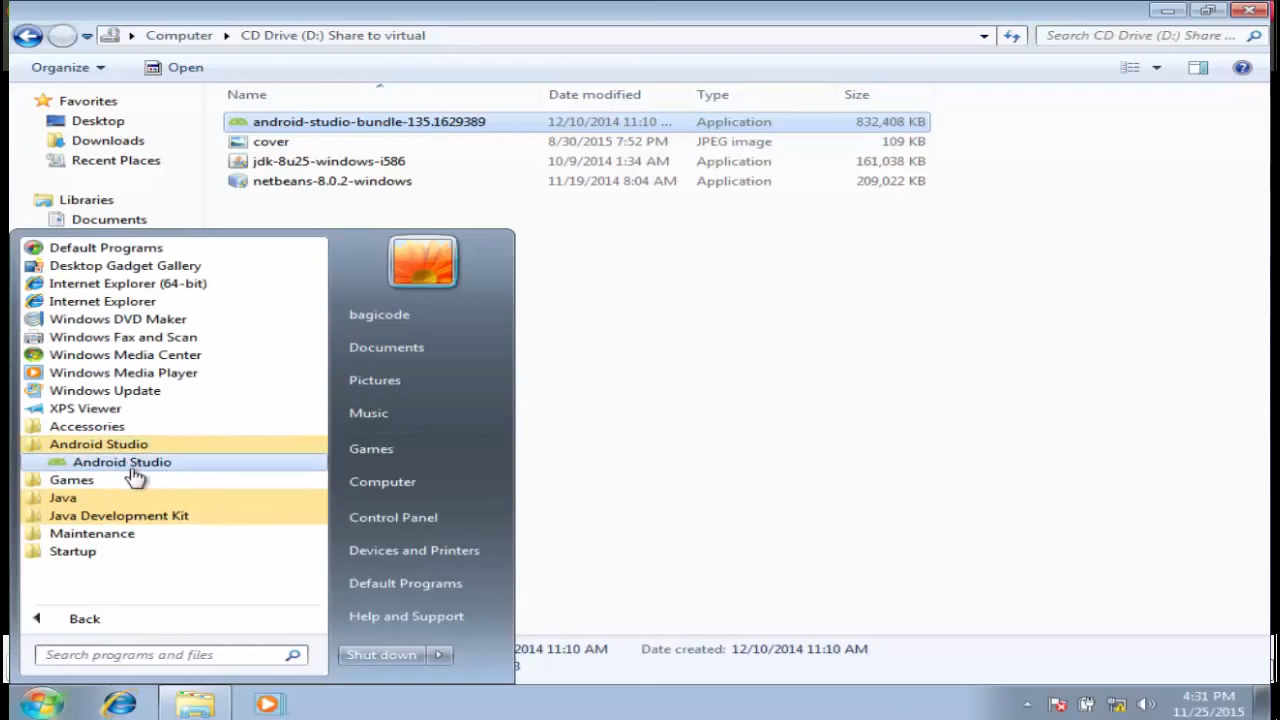 Computer CD Drive (D:) Share to virtual
Search CD Drive (D:) Share ...
Organize Open
Name Date modified Type Size
Favorites
Desktop
Downloads
Recent Places
Libraries
Documents
android-studio-bundle-135.1629389 12/10/2014 11:10 ... Application 832,408 KB
cover 8/30/2015 7:52 PM JPEG image 109 KB
jdk-8u25-windows-i586 10/9/2014 1:34 AM Application 161,038 KB
netbeans-8.0.2-windows 11/19/2014 8:04 AM Application 209,022 KB
Default Programs
Desktop Gadget Gallery
Internet Explorer (64-bit)
Internet Explorer
Windows DVD Maker
Windows Fax and Scan
Windows Media Center
Windows Media Player
Windows Update
XPS Viewer
Accessories
Android Studio
Android Studio
Games
Java
Java Development Kit
Maintenance
Startup
Back
Search programs and files
bagicode
Documents
Pictures
Music
Games
Computer
Control Panel
Devices and Printers
Default Programs
Help and Support
Shut down
2014 11:10 AM Date created: 12/10/2014 11:10 AM
4:31 PM
11/25/2015